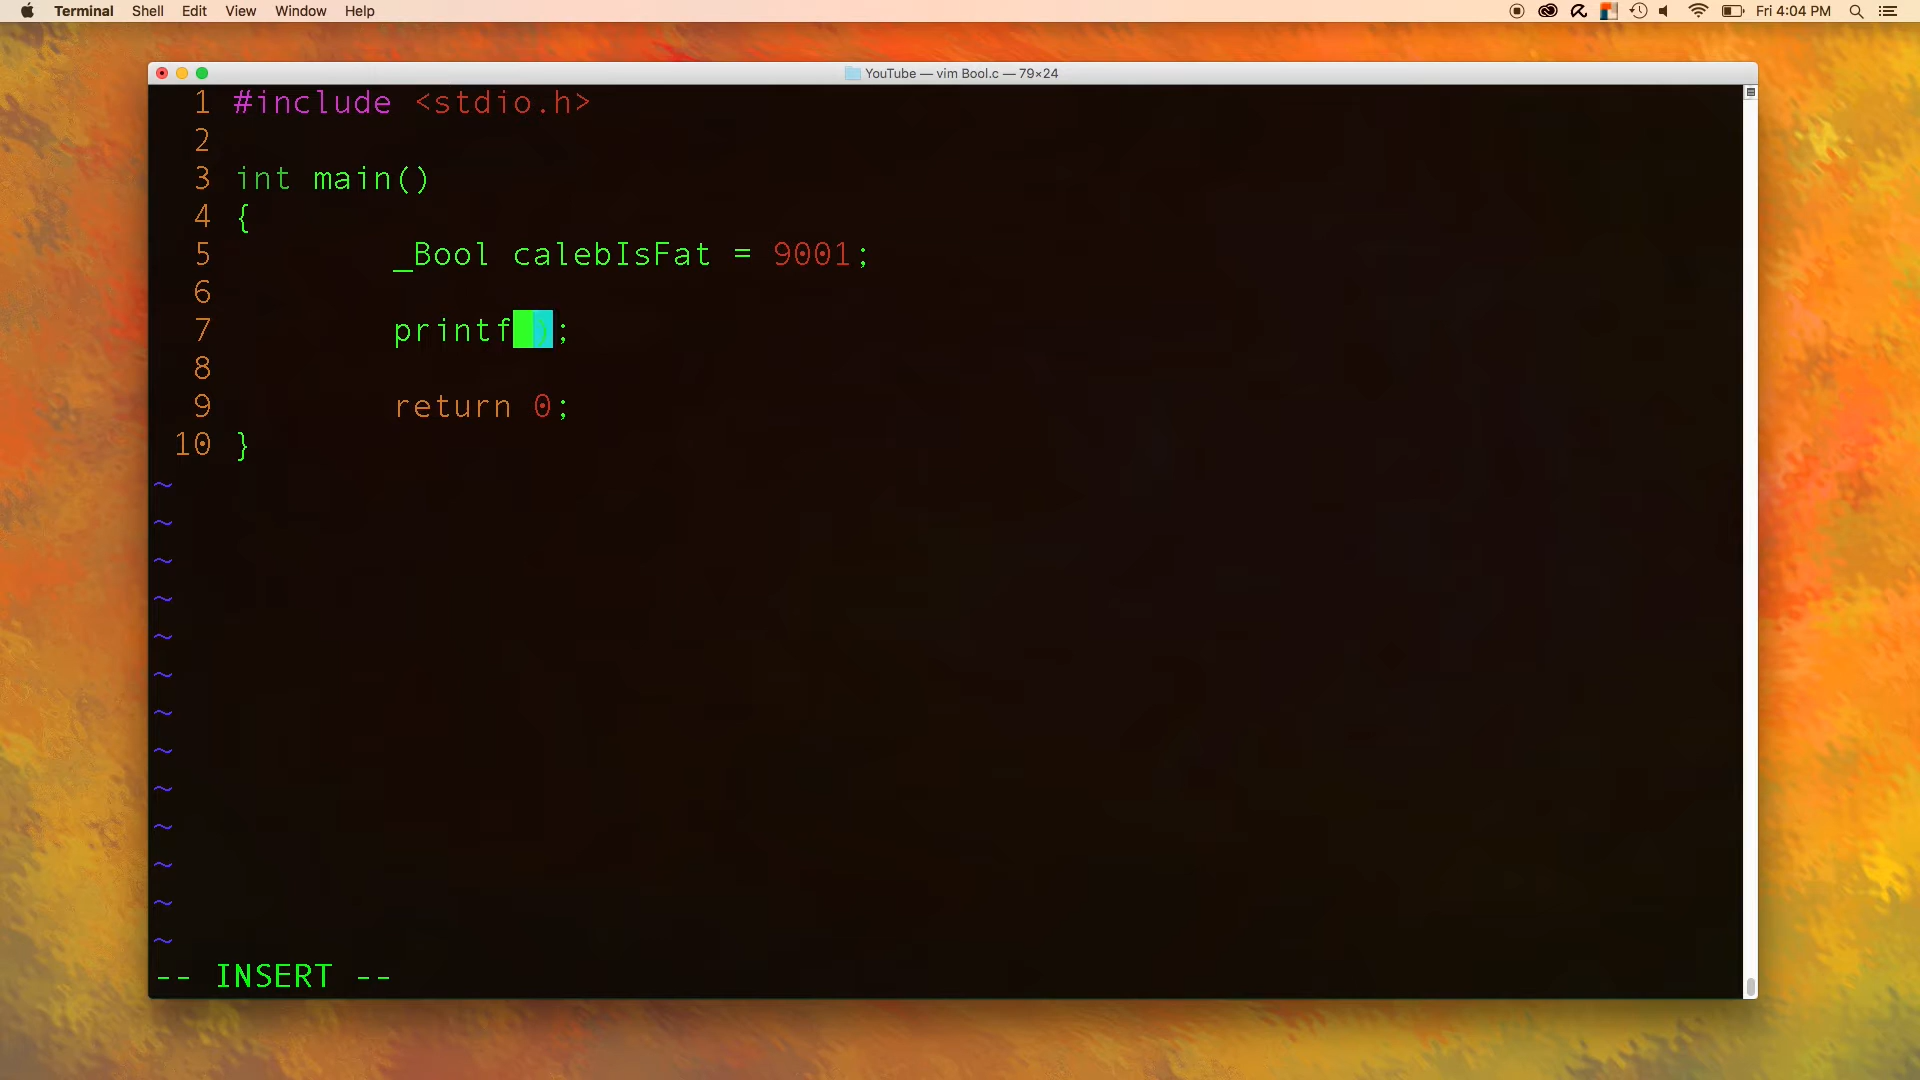 Terminal Shell Edit View Window Help Fri 4:04 PM
YouTube — vim Bool.c — 79×24
1 #include <stdio.h>
2
3 int main()
4 {
5 _Bool calebIsFat = 9001;
6
7 printf();
8
9 return 0;
10 }
~
~
~
~
~
~
~
~
~
~
~
~
~
-- INSERT --